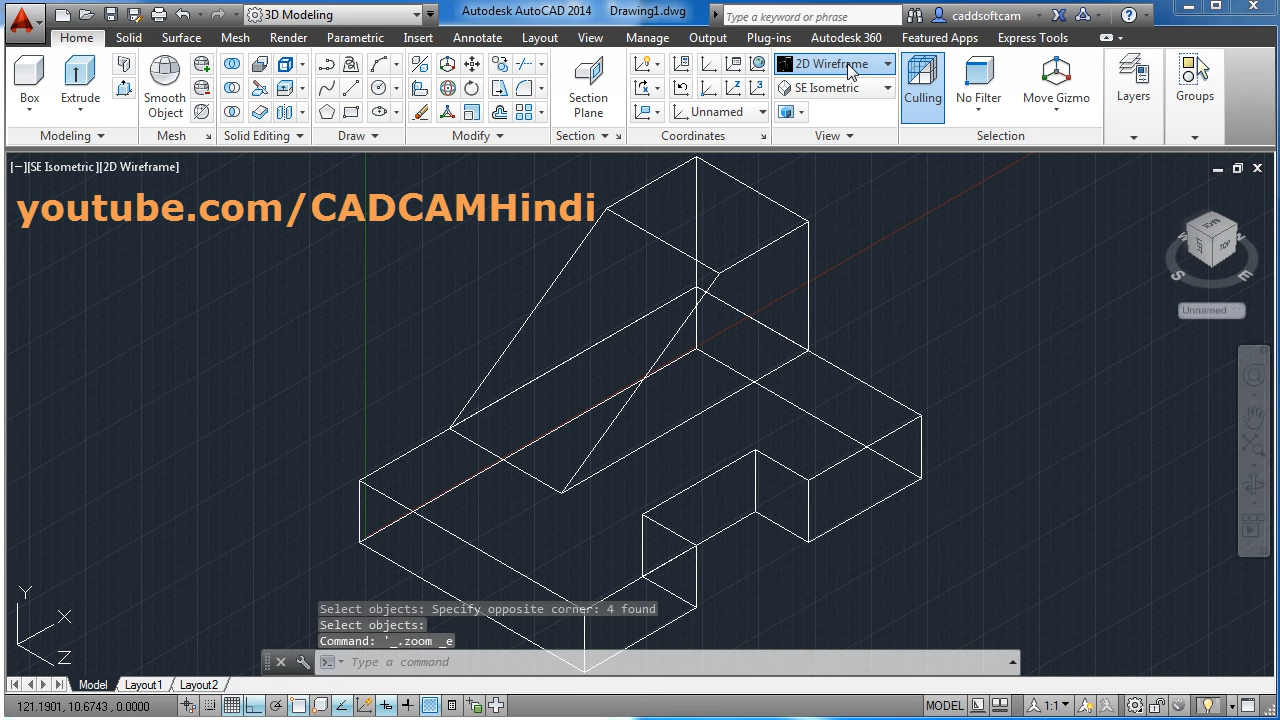 3D Modeling
Autodesk AutoCAD 2014 Drawing1.dwg
Type a keyword or phrase
caddsoftcam
Home Solid Surface Mesh Render Parametric Insert Annotate Layout View Manage Output Plug-ins Autodesk 360 Featured Apps Express Tools
2D Wireframe
SE Isometric
Box Extrude Smooth Object Section Plane Unnamed Culling No Filter Move Gizmo Layers Groups
Modeling Mesh Solid Editing Draw Modify Section Coordinates View Selection
[−][SE Isometric][2D Wireframe]
youtube.com/CADCAMHindi
W N TOP S E
Unnamed
Y
X
Z
Select objects: Specify opposite corner: 4 found
Select objects:
Command: '_.zoom _e
Type a command
Model Layout1 Layout2
121.1901, 10.6743, 0.0000
MODEL 1:1